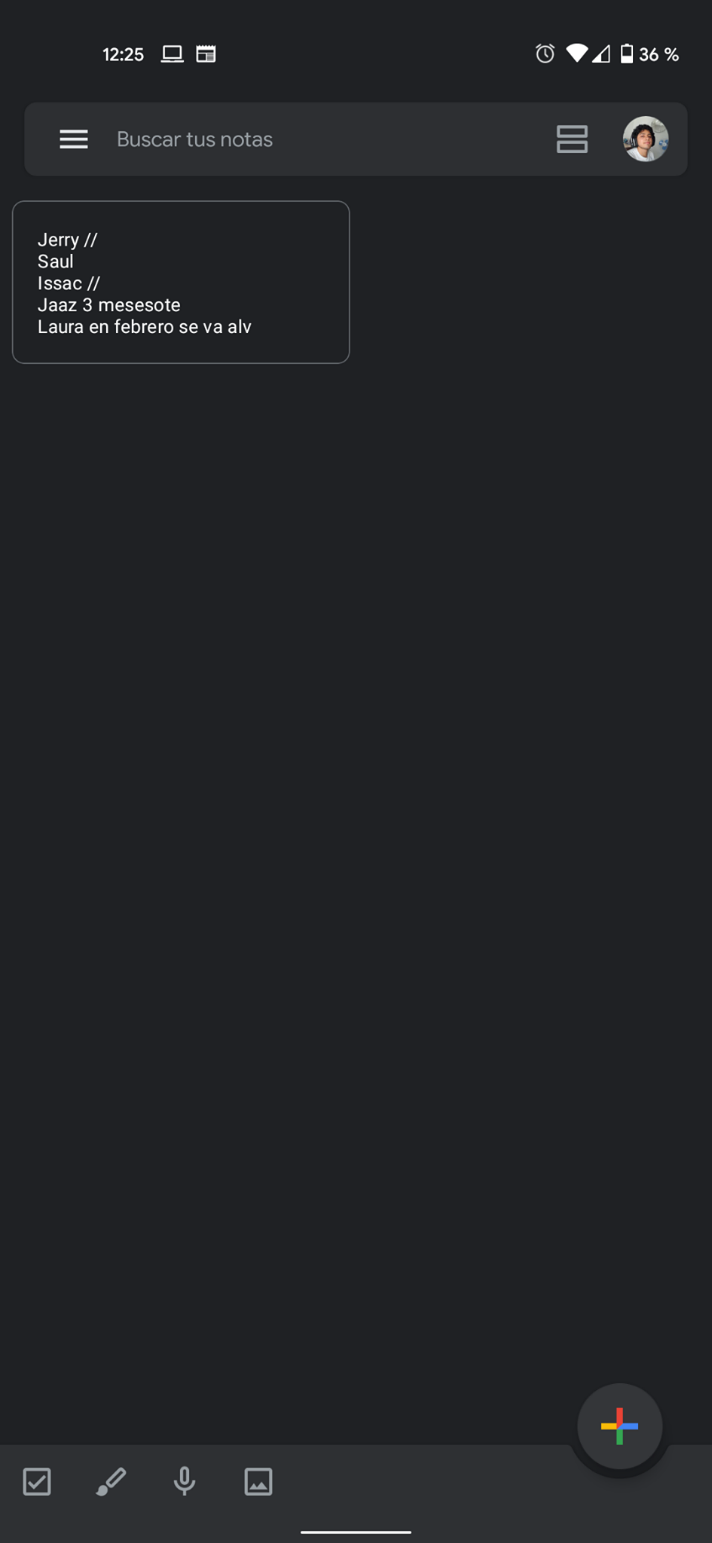 12:25
36 %
Buscar tus notas
Jerry //
Saul
Issac //
Jaaz 3 mesesote
Laura en febrero se va alv